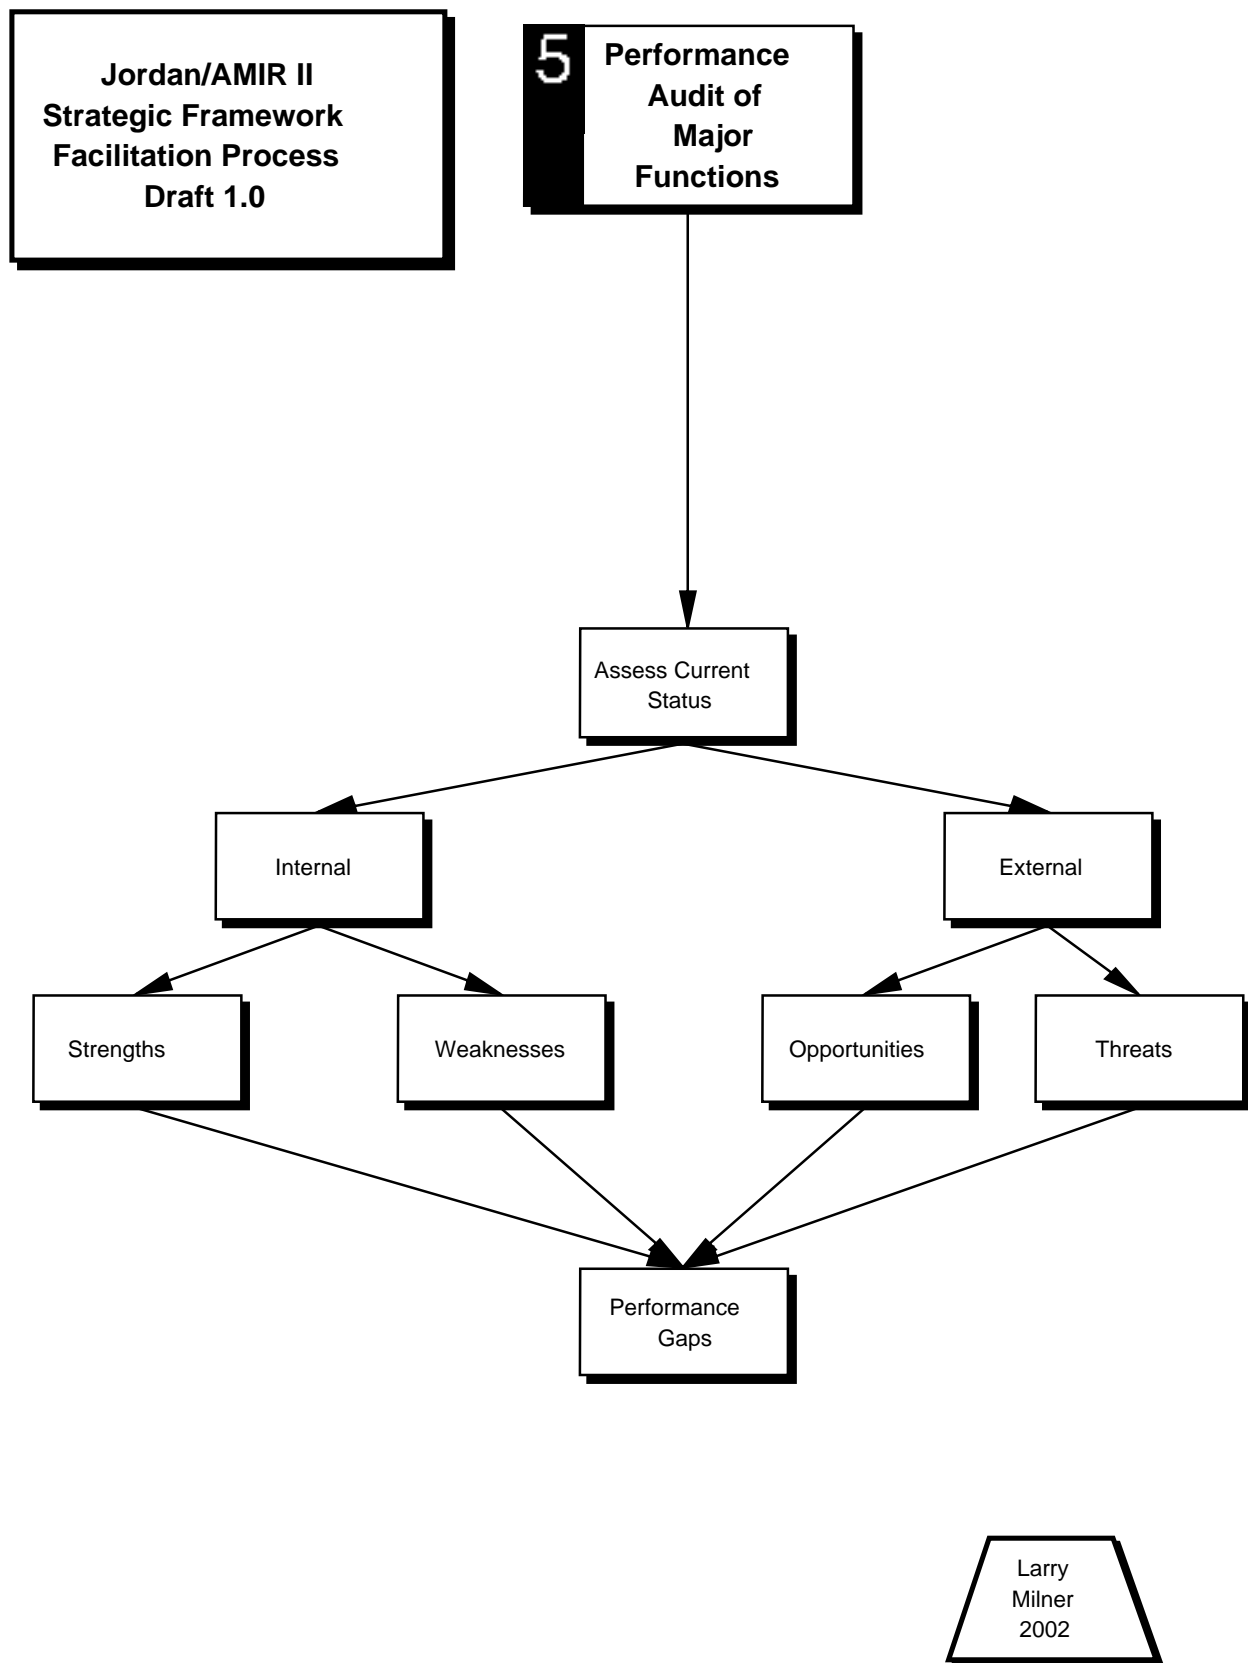 Jordan/AMIR II
Strategic Framework
Facilitation Process
Draft 1.0
5
Performance
Audit of
Major
Functions
Assess Current
Status
Internal
External
Strengths
Weaknesses
Opportunities
Threats
Performance
Gaps
Larry
Milner
2002